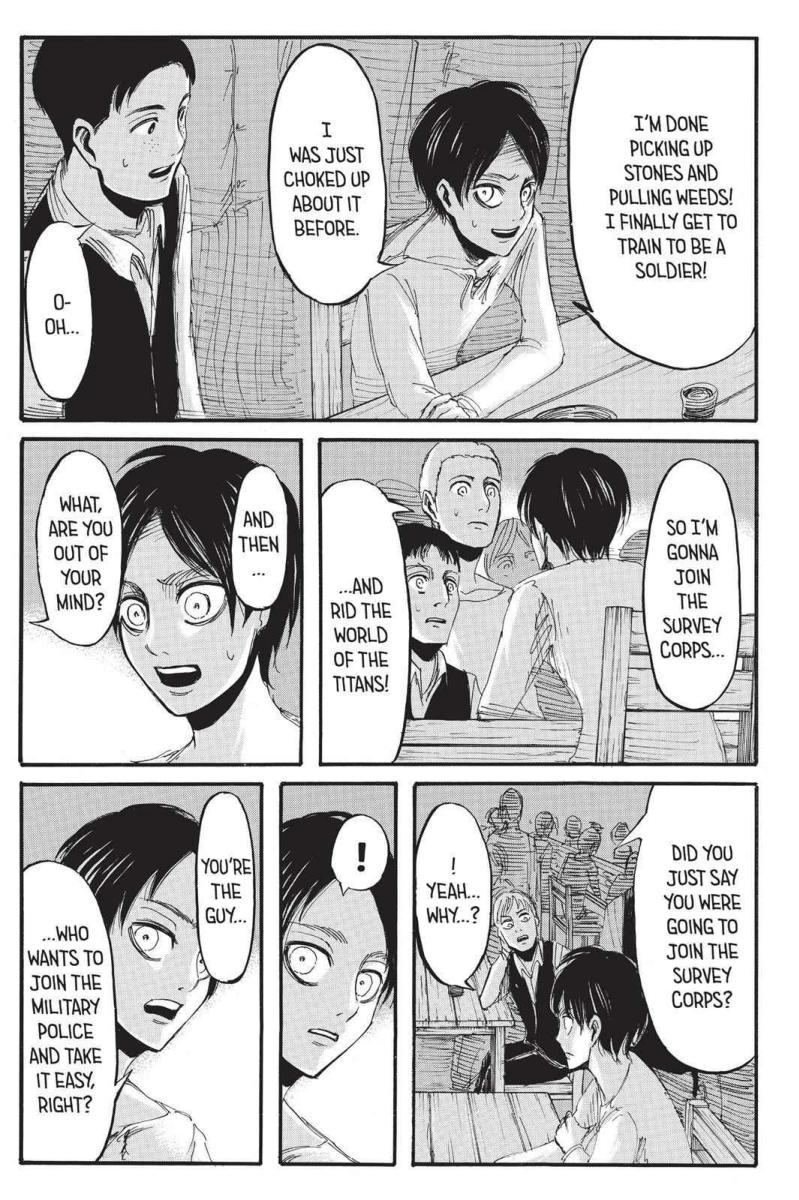 I'M DONE
PICKING UP
STONES AND
PULLING WEEDS!
I FINALLY GET TO
TRAIN TO BE A
SOLDIER!
I
WAS JUST
CHOKED UP
ABOUT IT
BEFORE.
O-
OH...
SO I'M
GONNA
JOIN
THE
SURVEY
CORPS...
...AND
RID THE
WORLD
OF THE
TITANS!
AND
THEN
...
WHAT,
ARE YOU
OUT OF
YOUR
MIND?
DID YOU
JUST SAY
YOU WERE
GOING TO
JOIN THE
SURVEY
CORPS?
!
YEAH...
WHY...?
!
YOU'RE
THE
GUY...
...WHO
WANTS TO
JOIN THE
MILITARY
POLICE
AND TAKE
IT EASY,
RIGHT?